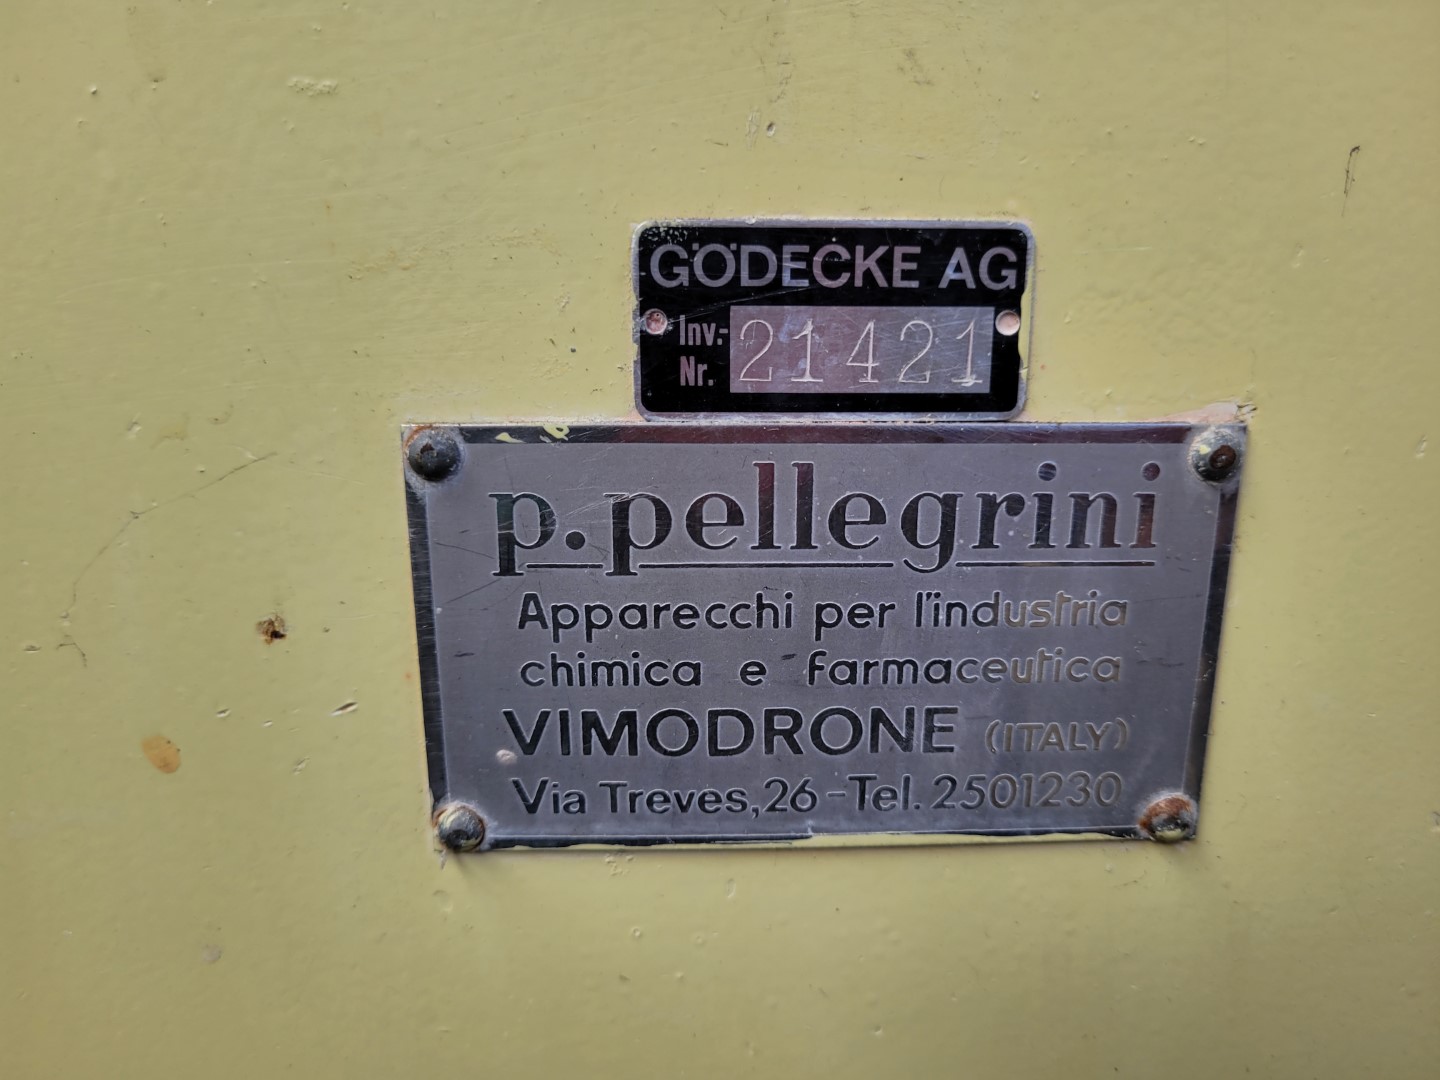 GÖDECKE AG
Inv.-
Nr. 21421
p.pellegrini
Apparecchi per l'industria
chimica e farmaceutica
VIMODRONE (ITALY)
Via Treves,26-Tel. 2501230